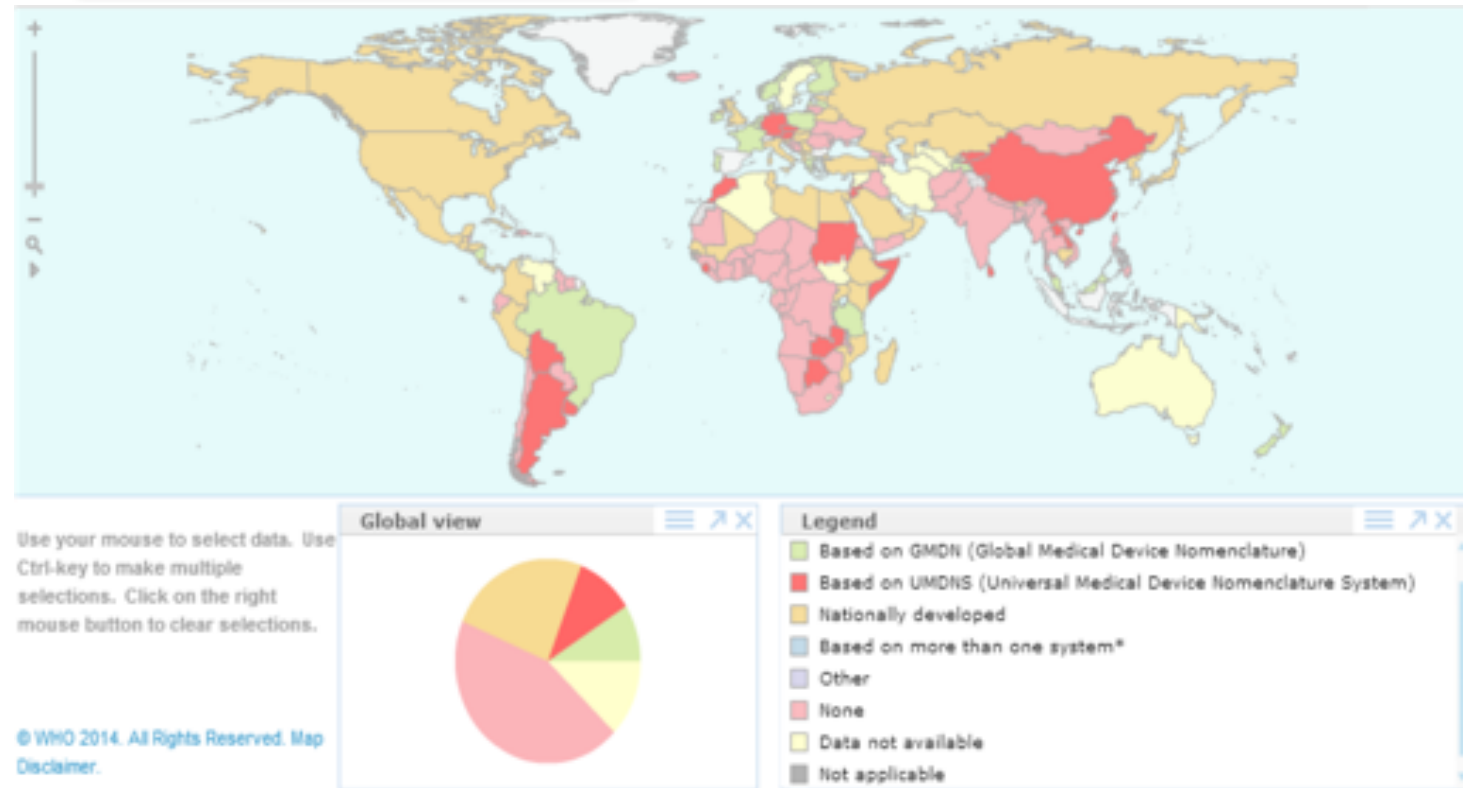 Use your mouse to select data. Use
Ctrl-key to make multiple
selections. Click on the right
mouse button to clear selections.
© WHO 2014. All Rights Reserved. Map
Disclaimer.
Global view
Legend
Based on GMDN (Global Medical Device Nomenclature)
Based on UMDNS (Universal Medical Device Nomenclature System)
Nationally developed
Based on more than one system*
Other
None
Data not available
Not applicable